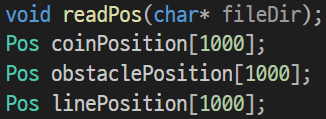 void readPos(char* fileDir);
Pos coinPosition[1000];
Pos obstaclePosition[1000];
Pos linePosition[1000];